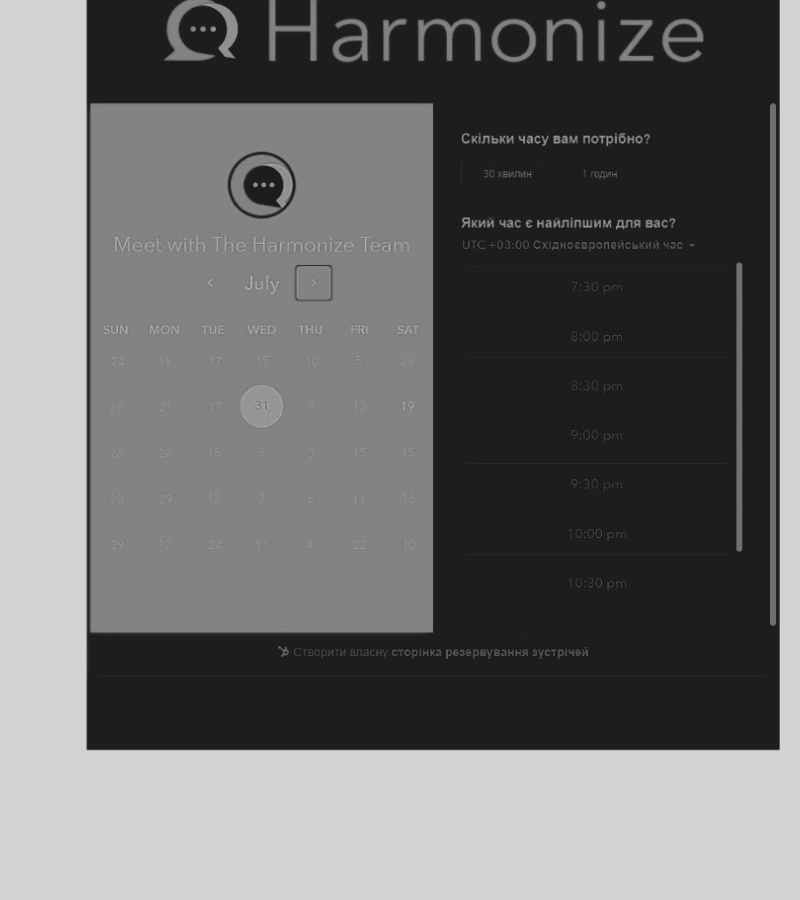 Harmonize
Meet with The Harmonize Team
July
SUN MON TUE WED THU FRI SAT
24 19 17 15 10 5 28
26 21 17 31 9 13 19
28 28 15 6 3 15 15
28 29 13 7 6 11 16
29 12 24 11 4 22 10
Скільки часу вам потрібно?
30 хвилин 1 годин
Який час є найліпшим для вас?
UTC +03:00 Східноєвропейський час
7:30 pm
8:00 pm
8:30 pm
9:00 pm
9:30 pm
10:00 pm
10:30 pm
Створити власну сторінка резервування зустрічей